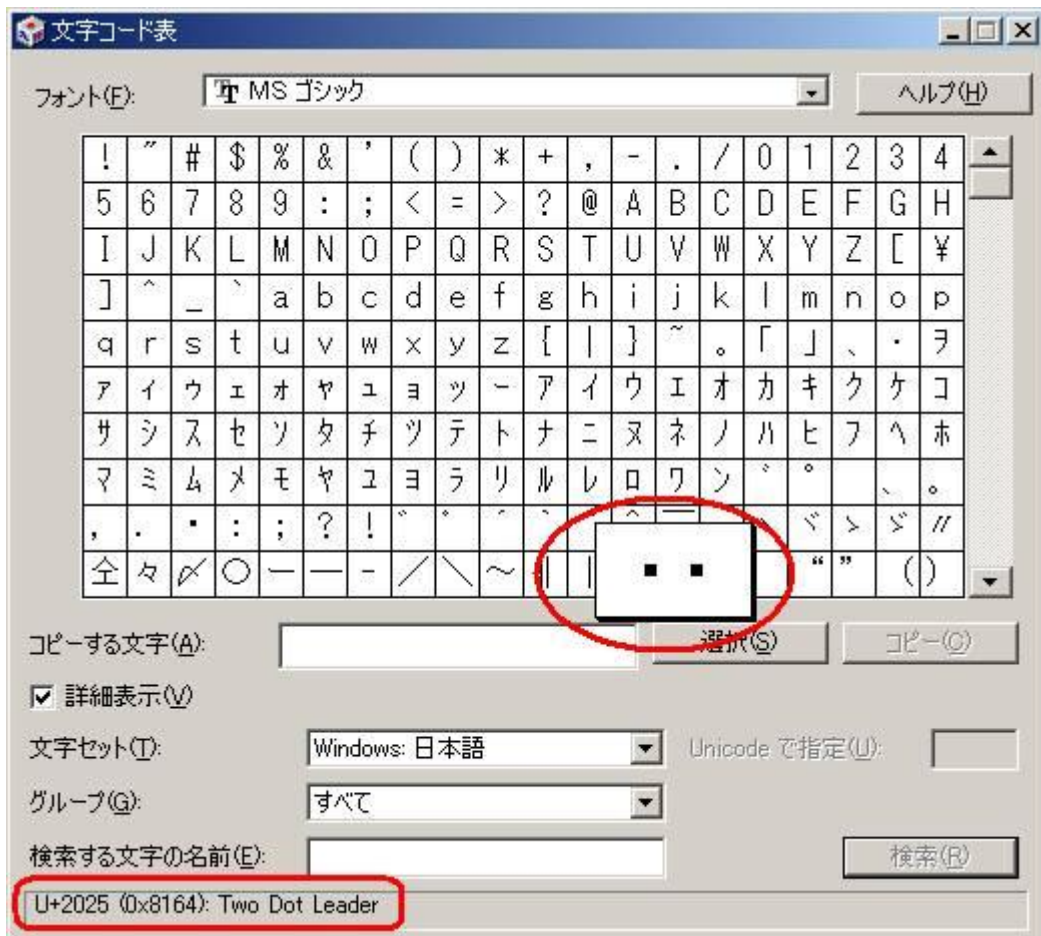 文字コード表
フォント(F): MS ゴシック ヘルプ(H)
! ″ # $ % & ' ( ) * + , - . / 0 1 2 3 4
5 6 7 8 9 : ; < = > ? @ A B C D E F G H
I J K L M N O P Q R S T U V W X Y Z [ ¥
] ^ _ ` a b c d e f g h i j k l m n o p
q r s t u v w x y z { | } ~ 。 「 」 、 ・ ヲ
ァ ィ ゥ ェ ォ ャ ュ ョ ッ ー ア イ ウ エ オ カ キ ク ケ コ
サ シ ス セ ソ タ チ ツ テ ト ナ ニ ヌ ネ ノ ハ ヒ フ ヘ ホ
マ ミ ム メ モ ヤ ユ ヨ ラ リ ル レ ロ ワ ン ゙ ゚ 、 。
, . ・ : ; ? ! ゛ ゜ ´ ` ^ ‾ ヾ ゝ ゞ 〃
仝 々 〆 〇 ー — - / \ ~ ‥ “ ” ( )
コピーする文字(A): 選択(S) コピー(C)
詳細表示(V)
文字セット(T): Windows: 日本語 Unicode で指定(U):
グループ(G): すべて
検索する文字の名前(E): 検索(R)
U+2025 (0x8164): Two Dot Leader